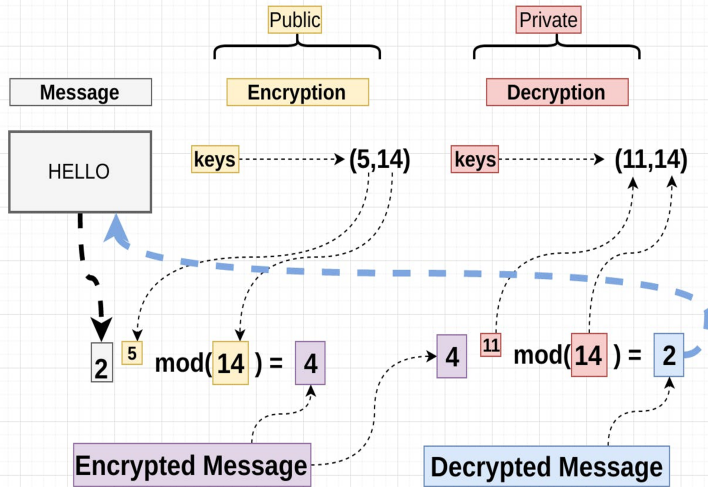 Public
Private
Message
Encryption
Decryption
HELLO
keys
(5,14)
keys
(11,14)
2 5 mod(14) = 4
4 11 mod(14) = 2
Encrypted Message
Decrypted Message